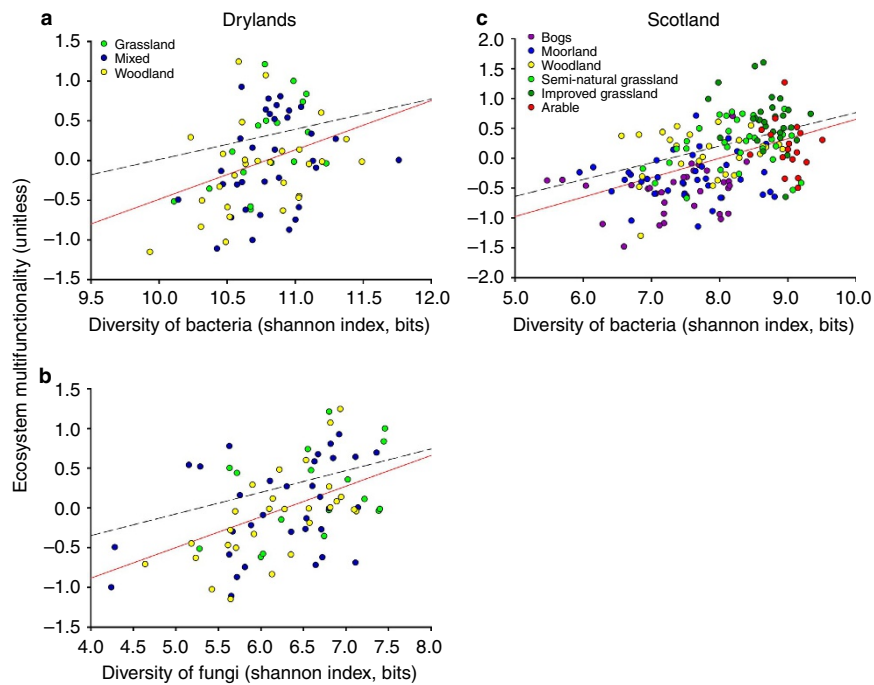 a
Drylands
Grassland
Mixed
Woodland
1.5
1.0
0.5
0.0
−0.5
−1.0
−1.5
9.5 10.0 10.5 11.0 11.5 12.0
Diversity of bacteria (shannon index, bits)
c
Scotland
Bogs
Moorland
Woodland
Semi-natural grassland
Improved grassland
Arable
2.0
1.5
1.0
0.5
0.0
−0.5
−1.0
−1.5
−2.0
5.0 6.0 7.0 8.0 9.0 10.0
Diversity of bacteria (shannon index, bits)
Ecosystem multifunctionality (unitless)
b
1.5
1.0
0.5
0.0
−0.5
−1.0
−1.5
4.0 4.5 5.0 5.5 6.0 6.5 7.0 7.5 8.0
Diversity of fungi (shannon index, bits)